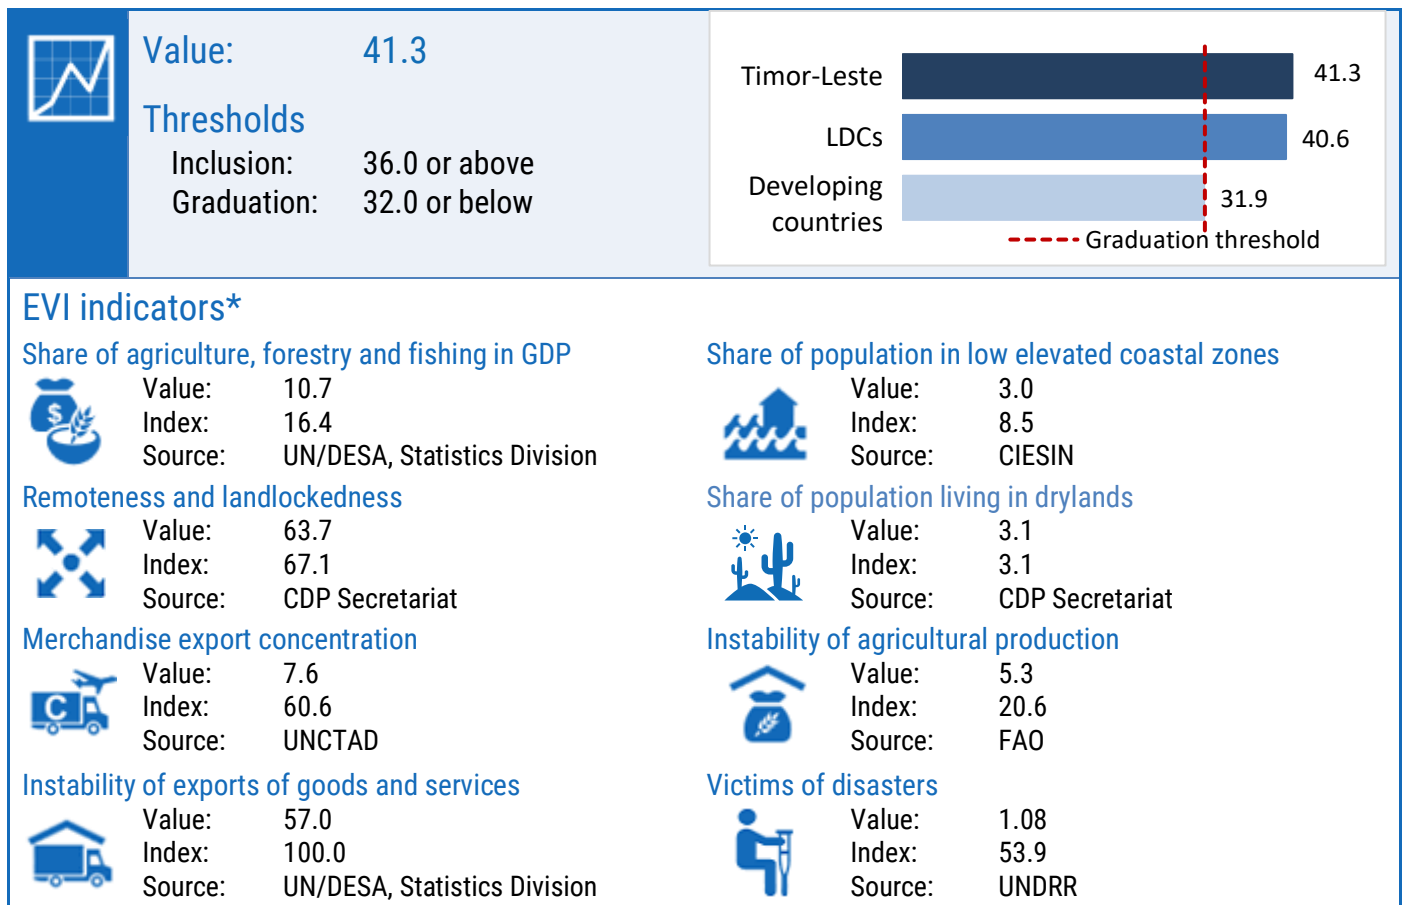 Value: 41.3
Thresholds
Inclusion: 36.0 or above
Graduation: 32.0 or below
Timor-Leste 41.3
LDCs 40.6
Developing
countries 31.9
Graduation threshold
EVI indicators*
Share of agriculture, forestry and fishing in GDP
Value: 10.7
Index: 16.4
Source: UN/DESA, Statistics Division
Share of population in low elevated coastal zones
Value: 3.0
Index: 8.5
Source: CIESIN
Remoteness and landlockedness
Value: 63.7
Index: 67.1
Source: CDP Secretariat
Share of population living in drylands
Value: 3.1
Index: 3.1
Source: CDP Secretariat
Merchandise export concentration
C
Value: 7.6
Index: 60.6
Source: UNCTAD
Instability of agricultural production
Value: 5.3
Index: 20.6
Source: FAO
Instability of exports of goods and services
Value: 57.0
Index: 100.0
Source: UN/DESA, Statistics Division
Victims of disasters
Value: 1.08
Index: 53.9
Source: UNDRR
$